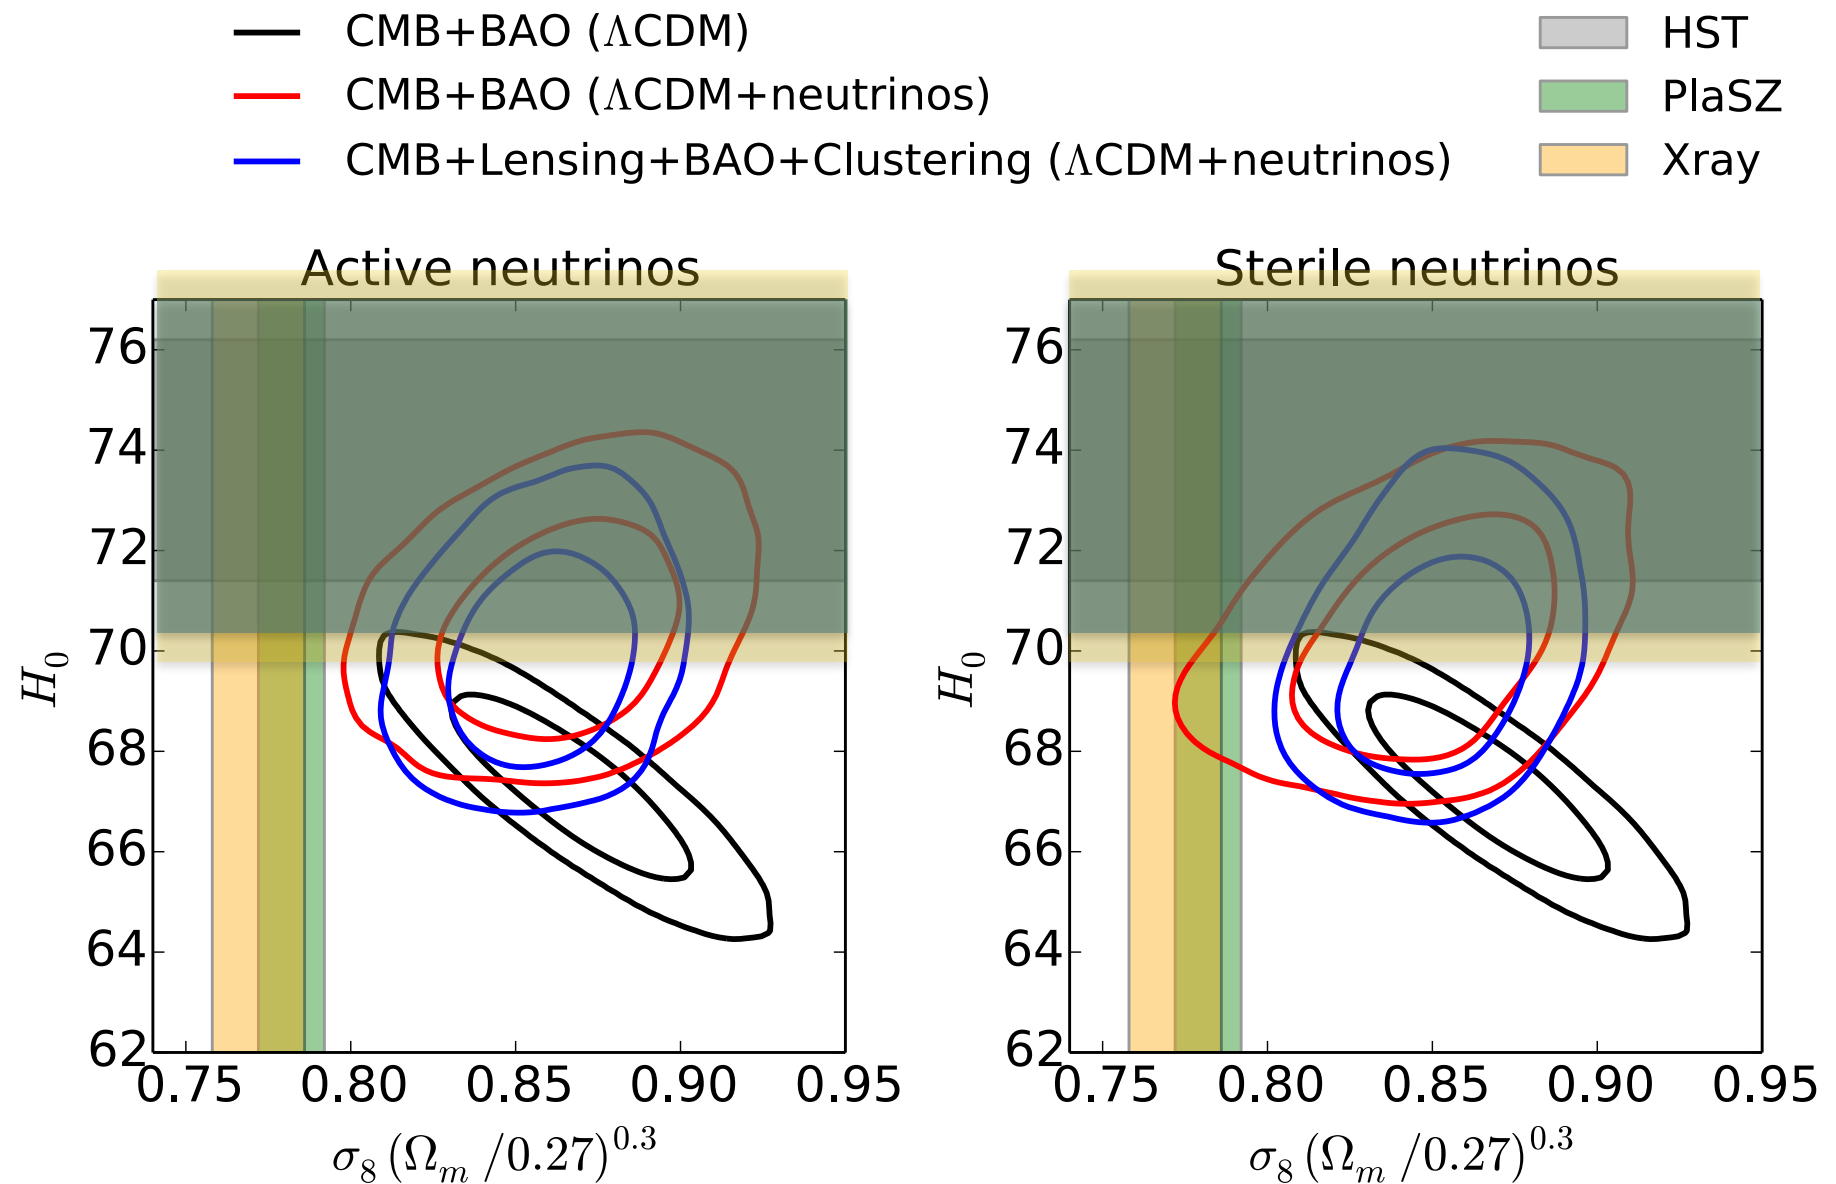 CMB+BAO (ΛCDM)
CMB+BAO (ΛCDM+neutrinos)
CMB+Lensing+BAO+Clustering (ΛCDM+neutrinos)
HST
PlaSZ
Xray
Active neutrinos
76
74
72
70
68
66
64
62
H₀
0.75 0.80 0.85 0.90 0.95
σ₈(Ωₘ/0.27)^0.3
Sterile neutrinos
76
74
72
70
68
66
64
62
H₀
0.75 0.80 0.85 0.90 0.95
σ₈(Ωₘ/0.27)^0.3